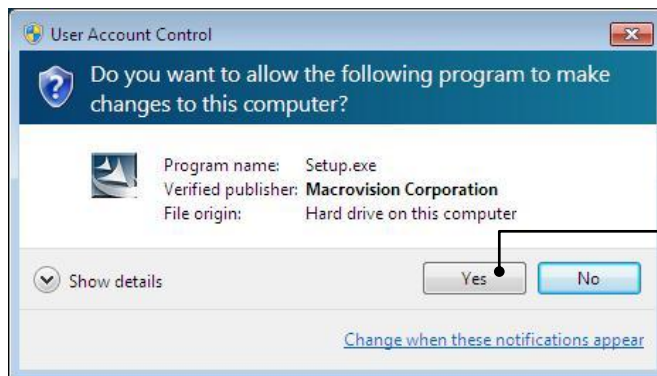 User Account Control
Do you want to allow the following program to make
changes to this computer?
Program name: Setup.exe
Verified publisher: Macrovision Corporation
File origin: Hard drive on this computer
Show details
Yes
No
Change when these notifications appear